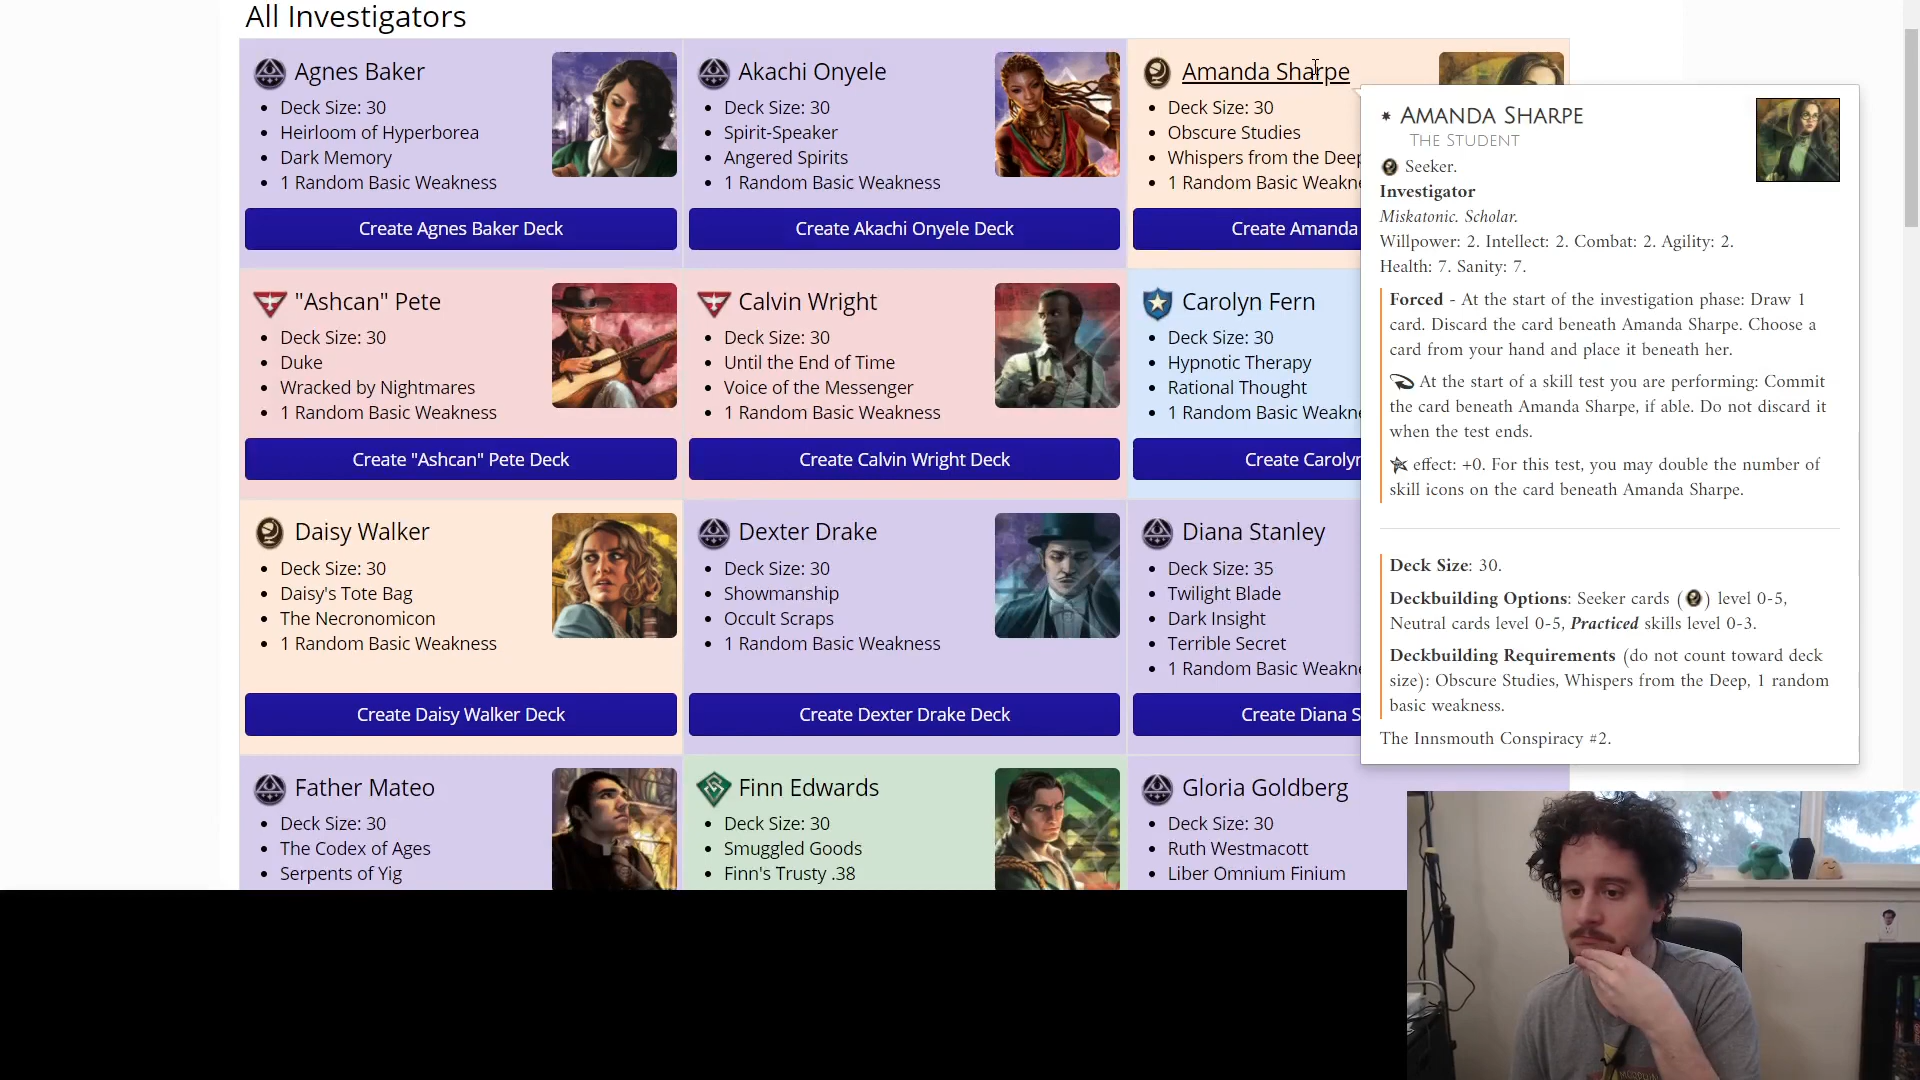 All Investigators
Agnes Baker
Deck Size: 30
Heirloom of Hyperborea
Dark Memory
1 Random Basic Weakness
Create Agnes Baker Deck
Akachi Onyele
Deck Size: 30
Spirit-Speaker
Angered Spirits
1 Random Basic Weakness
Create Akachi Onyele Deck
Amanda Sharpe
Deck Size: 30
Obscure Studies
Whispers from the Deep
1 Random Basic Weakne
Create Amanda
AMANDA SHARPE
THE STUDENT
Seeker.
Investigator
Miskatonic. Scholar.
Willpower: 2. Intellect: 2. Combat: 2. Agility: 2.
Health: 7. Sanity: 7.
Forced - At the start of the investigation phase: Draw 1
card. Discard the card beneath Amanda Sharpe. Choose a
card from your hand and place it beneath her.
At the start of a skill test you are performing: Commit
the card beneath Amanda Sharpe, if able. Do not discard it
when the test ends.
effect: +0. For this test, you may double the number of
skill icons on the card beneath Amanda Sharpe.
Deck Size: 30.
Deckbuilding Options: Seeker cards ( ) level 0-5,
Neutral cards level 0-5, Practiced skills level 0-3.
Deckbuilding Requirements (do not count toward deck
size): Obscure Studies, Whispers from the Deep, 1 random
basic weakness.
The Innsmouth Conspiracy #2.
"Ashcan" Pete
Deck Size: 30
Duke
Wracked by Nightmares
1 Random Basic Weakness
Create "Ashcan" Pete Deck
Calvin Wright
Deck Size: 30
Until the End of Time
Voice of the Messenger
1 Random Basic Weakness
Create Calvin Wright Deck
Carolyn Fern
Deck Size: 30
Hypnotic Therapy
Rational Thought
1 Random Basic Weakne
Create Carolyn
Daisy Walker
Deck Size: 30
Daisy's Tote Bag
The Necronomicon
1 Random Basic Weakness
Create Daisy Walker Deck
Dexter Drake
Deck Size: 30
Showmanship
Occult Scraps
1 Random Basic Weakness
Create Dexter Drake Deck
Diana Stanley
Deck Size: 35
Twilight Blade
Dark Insight
Terrible Secret
1 Random Basic Weakne
Create Diana S
Father Mateo
Deck Size: 30
The Codex of Ages
Serpents of Yig
Finn Edwards
Deck Size: 30
Smuggled Goods
Finn's Trusty .38
Gloria Goldberg
Deck Size: 30
Ruth Westmacott
Liber Omnium Finium